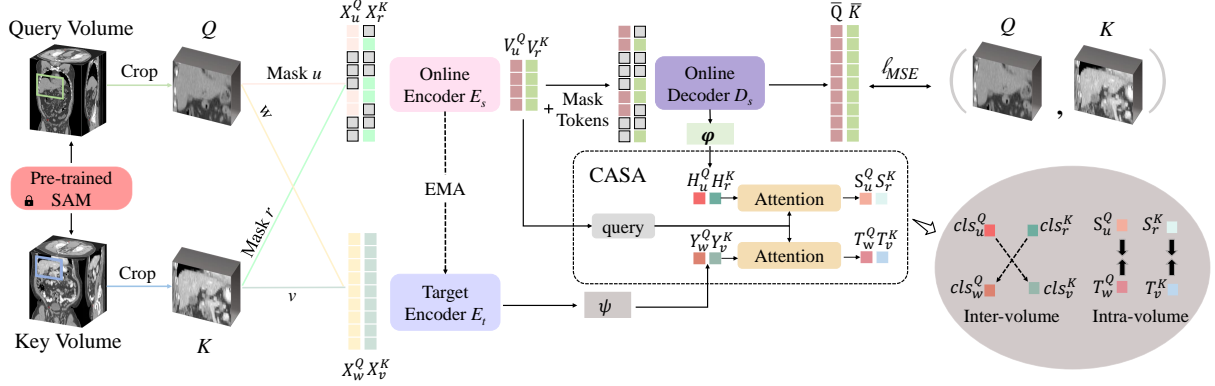 Query Volume
Q
Crop
Pre-trained
SAM
Crop
Key Volume
K
Mask u
w
Mask r
v
X_u^Q X_r^K
X_w^Q X_v^K
Online
Encoder E_s
EMA
Target
Encoder E_t
V_u^Q V_r^K
+ Mask
Tokens
Online
Decoder D_s
φ
ψ
CASA
query
H_u^Q H_r^K
Attention
S_u^Q S_r^K
Y_w^Q Y_v^K
Attention
T_w^Q T_v^K
Q̅ K̅
ℓ_MSE
( Q , K )
cls_u^Q cls_r^K
cls_w^Q cls_v^K
Inter-volume
S_u^Q S_r^K
T_w^Q T_v^K
Intra-volume